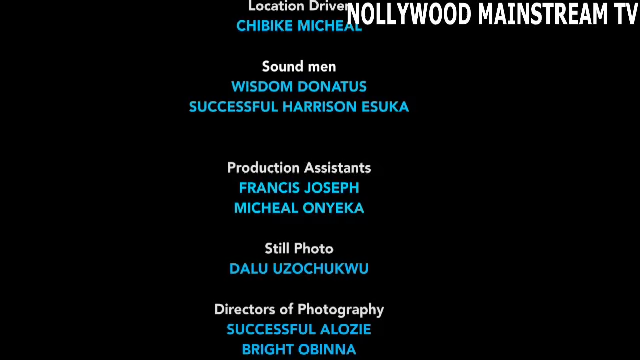 Location Driver
NOLLYWOOD MAINSTREAM TV
CHIBIKE MICHEAL
Sound men
WISDOM DONATUS
SUCCESSFUL HARRISON ESUKA
Production Assistants
FRANCIS JOSEPH
MICHEAL ONYEKA
Still Photo
DALU UZOCHUKWU
Directors of Photography
SUCCESSFUL ALOZIE
BRIGHT OBINNA